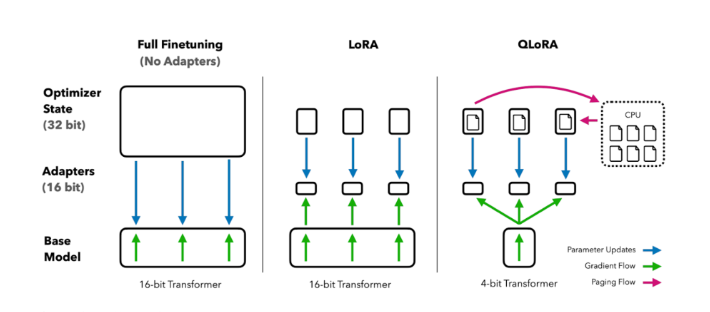 Full Finetuning
(No Adapters)
LoRA
QLoRA
Optimizer
State
(32 bit)
CPU
Adapters
(16 bit)
Base
Model
Parameter Updates
Gradient Flow
Paging Flow
16-bit Transformer
16-bit Transformer
4-bit Transformer